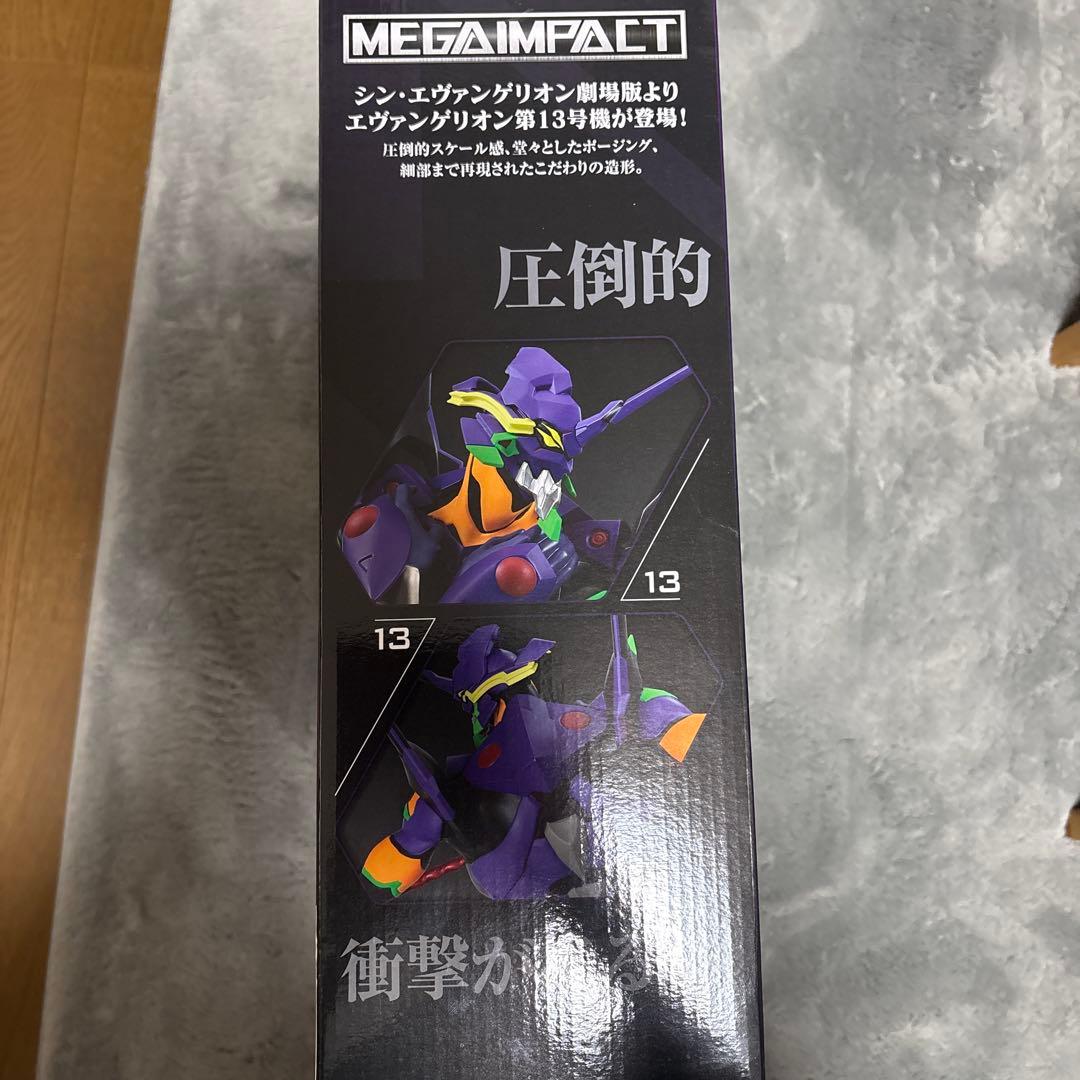 MEGAIMPACT
シン・エヴァンゲリオン劇場版より
エヴァンゲリオン第13号機が登場!
圧倒的スケール感、堂々としたポージング、
細部まで再現されたこだわりの造形。
圧倒的
13
13
衝撃が る